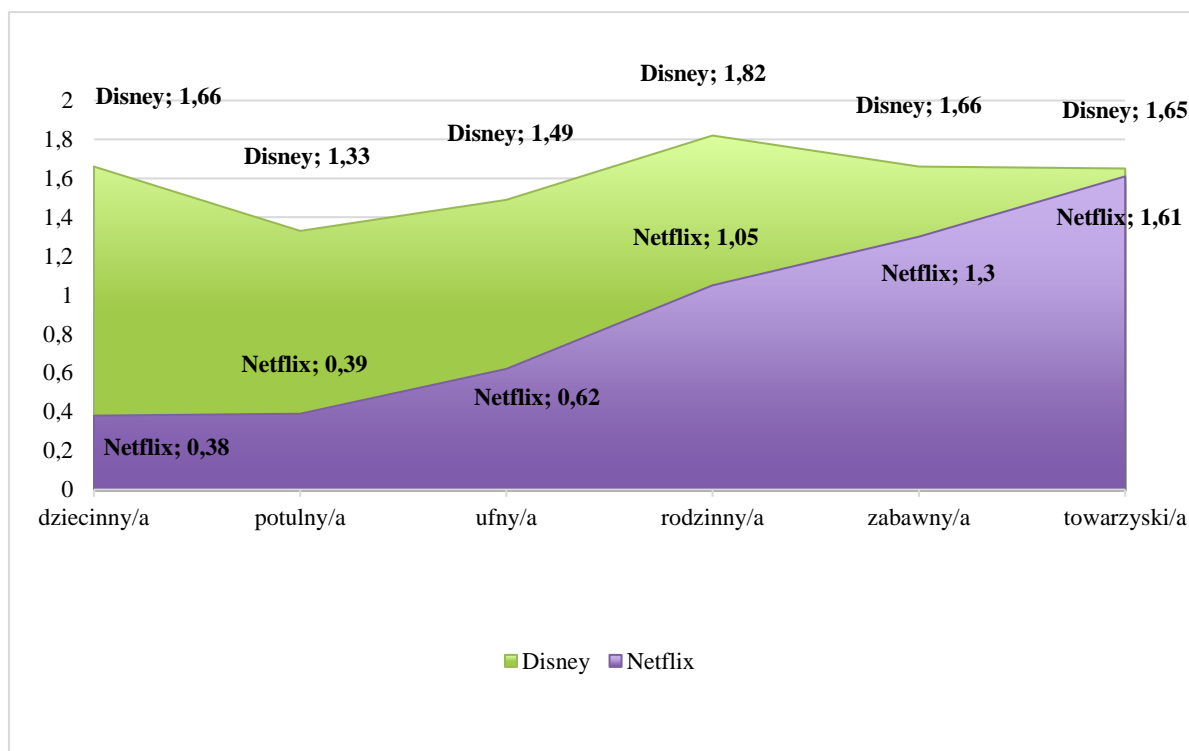 Disney; 1,82
Disney; 1,66
Disney; 1,66
Disney; 1,65
Disney; 1,49
Disney; 1,33
Netflix; 1,61
Netflix; 1,05
Netflix; 1,3
Netflix; 0,39
Netflix; 0,62
Netflix; 0,38
2
1,8
1,6
1,4
1,2
1
0,8
0,6
0,4
0,2
0
dziecinny/a potulny/a ufny/a rodzinny/a zabawny/a towarzyski/a
Disney Netflix